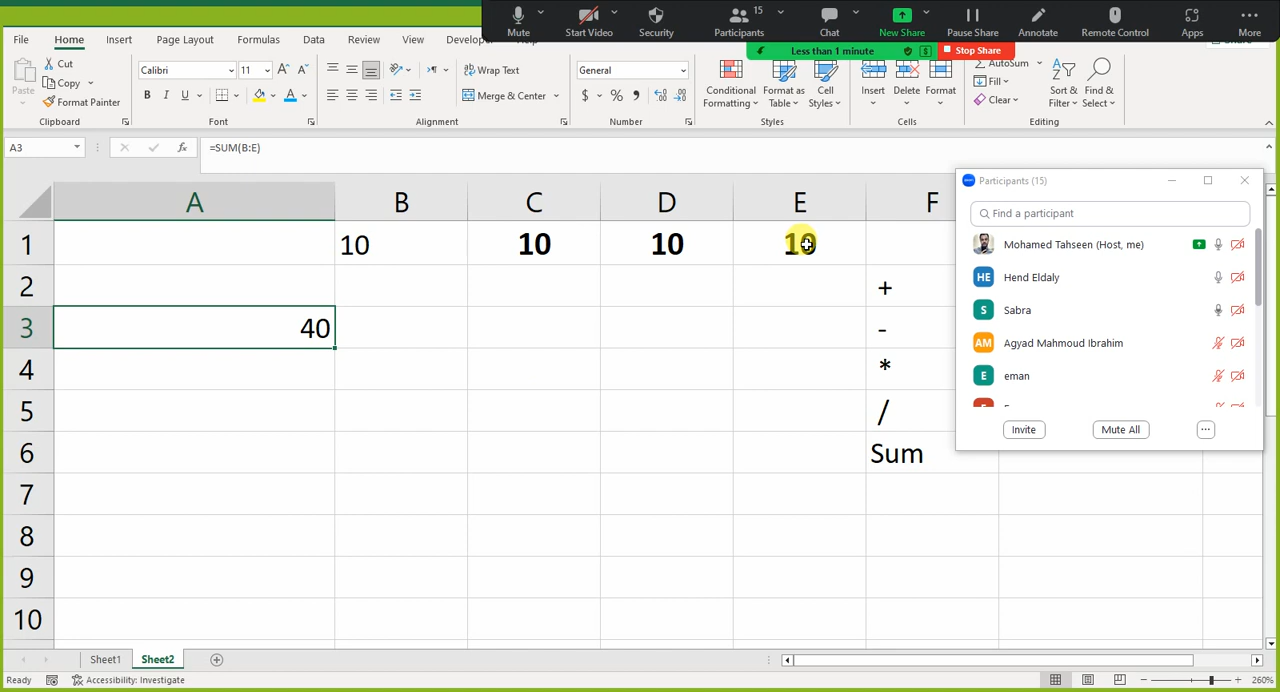 Mute
Start Video
Security
Participants
15
Chat
New Share
Pause Share
Annotate
Remote Control
Apps
More
Less than 1 minute
Stop Share
File
Home
Insert
Page Layout
Formulas
Data
Review
View
Cut
Copy
Format Painter
Paste
Clipboard
Calibri
11
B
I
U
Font
Wrap Text
Merge & Center
Alignment
General
$
%
Number
Conditional
Formatting
Format as
Table
Cell
Styles
Styles
Insert
Delete
Format
Cells
AutoSum
Fill
Clear
Sort &
Filter
Find &
Select
Editing
A3
fx
=SUM(B:E)
A
B
C
D
E
F
1
10
10
10
10
2
+
3
40
-
4
*
5
/
6
Sum
7
8
9
10
Participants (15)
Find a participant
Mohamed Tahseen (Host, me)
HE
Hend Eldaly
S
Sabra
AM
Agyad Mahmoud Ibrahim
E
eman
Invite
Mute All
...
Sheet1
Sheet2
Ready
Accessibility: Investigate
260%